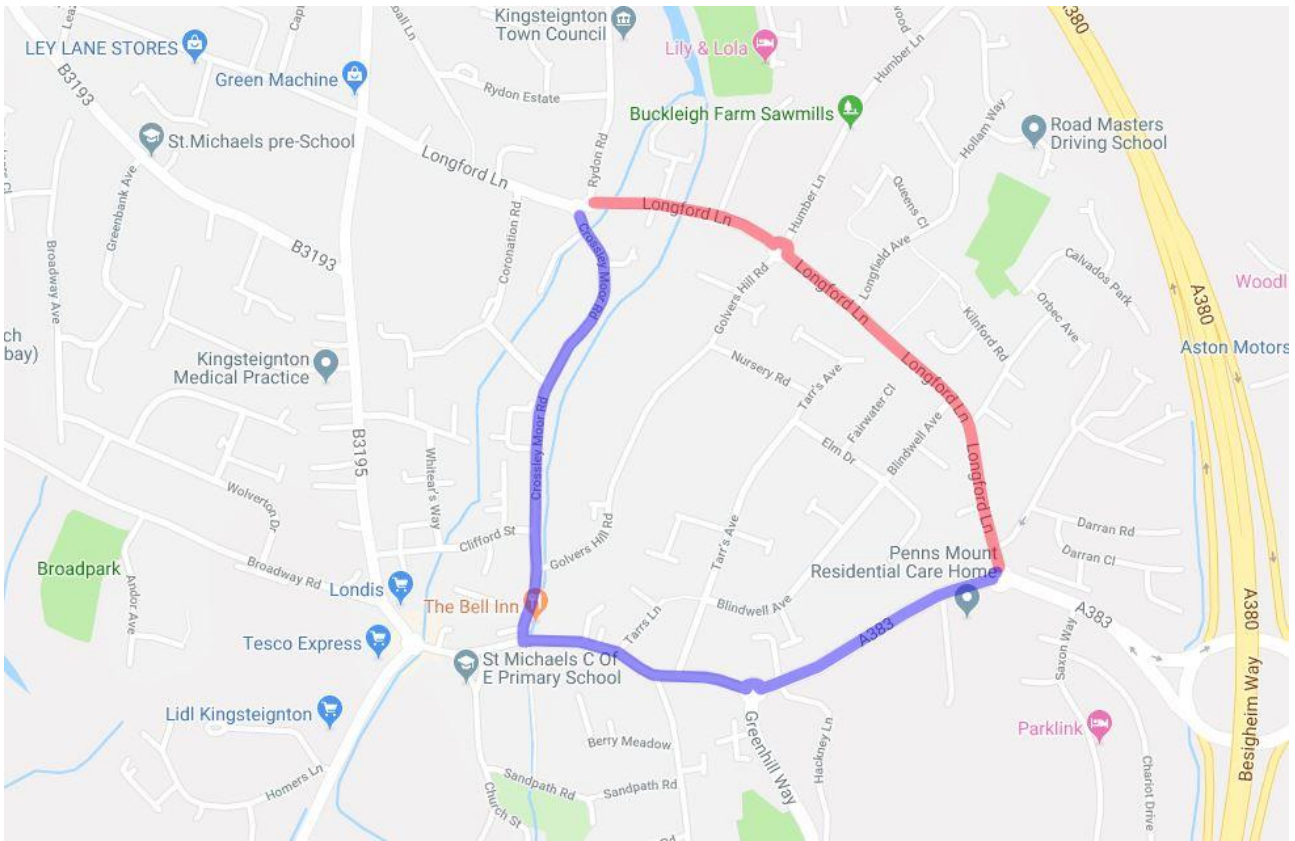 Kingsteignton
Town Council
A380
LEY LANE STORES
Lily & Lola
Green Machine
B3193
Rydon Estate
Humber Ln
Buckleigh Farm Sawmills
Hollam Way
Road Masters
Driving School
St.Michaels pre-School
Longford Ln
Rydon Rd
Greenbank Ave
Queens Cl
Longford Ln
Humber Ln
Coronation Rd
Crossley Moor Rd
Longfield Ave
B3193
Broadway Ave
Calvados Park
Golvers Hill Rd
Longford Ln
Woodl
Orbec Ave
A380
Kilnford Rd
ch
bay)
Aston Motors
Kingsteignton
Medical Practice
Nursery Rd
Longford Ln
Tarr's Ave
Fairwater Cl
Blindwell Ave
Elm Dr
B3195
Whitear's Way
Crossley Moor Rd
Longford Ln
Wolverton Dr
Clifford St
Golvers Hill Rd
Darran Rd
Tarr's Ave
Penns Mount
Residential Care Home
Darran Cl
Broadpark
Broadway Rd
Andor Ave
Londis
The Bell Inn
Blindwell Ave
A383
A383
A380
Tarrs Ln
Tesco Express
St Michaels C Of
E Primary School
Saxon Way
Lidl Kingsteignton
Greenhill Way
Hackney Ln
Parklink
Besigheim Way
Berry Meadow
Homers Ln
Sandpath Rd
Sandpath Rd
Church St
Chariot Drive